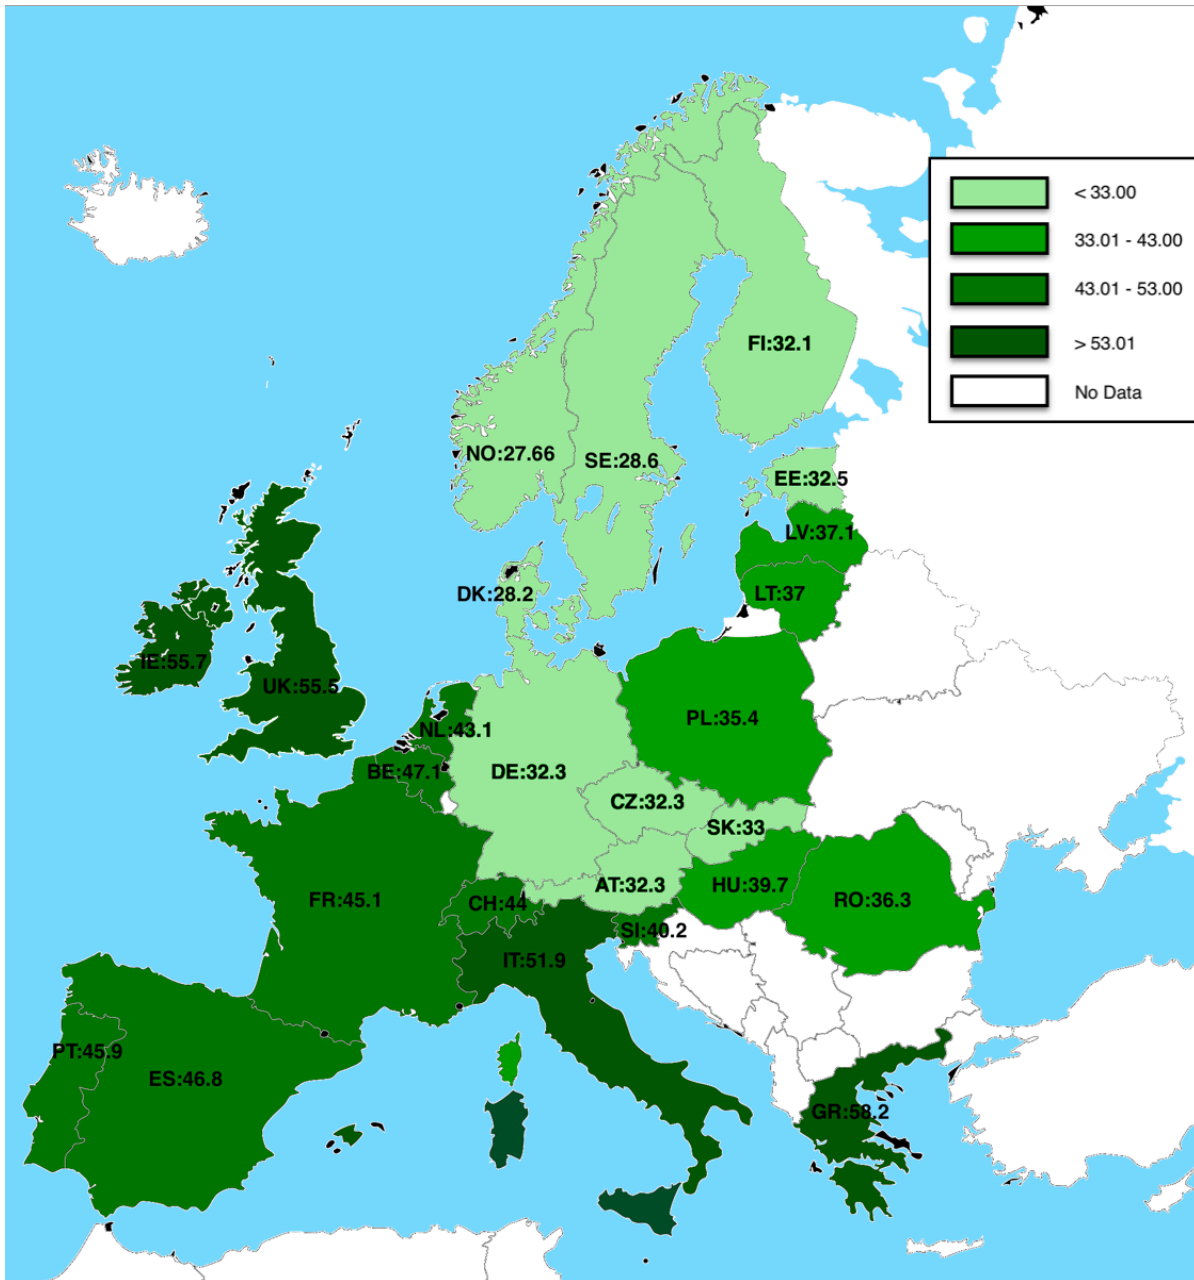 < 33.00
33.01 - 43.00
43.01 - 53.00
> 53.01
No Data
FI:32.1
NO:27.66
SE:28.6
EE:32.5
LV:37.1
DK:28.2
LT:37
IE:55.7
UK:55.5
NL:43.1
PL:35.4
BE:47.1
DE:32.3
CZ:32.3
SK:33
AT:32.3
HU:39.7
FR:45.1
CH:44
RO:36.3
SI:40.2
IT:51.9
PT:45.9
ES:46.8
GR:58.2